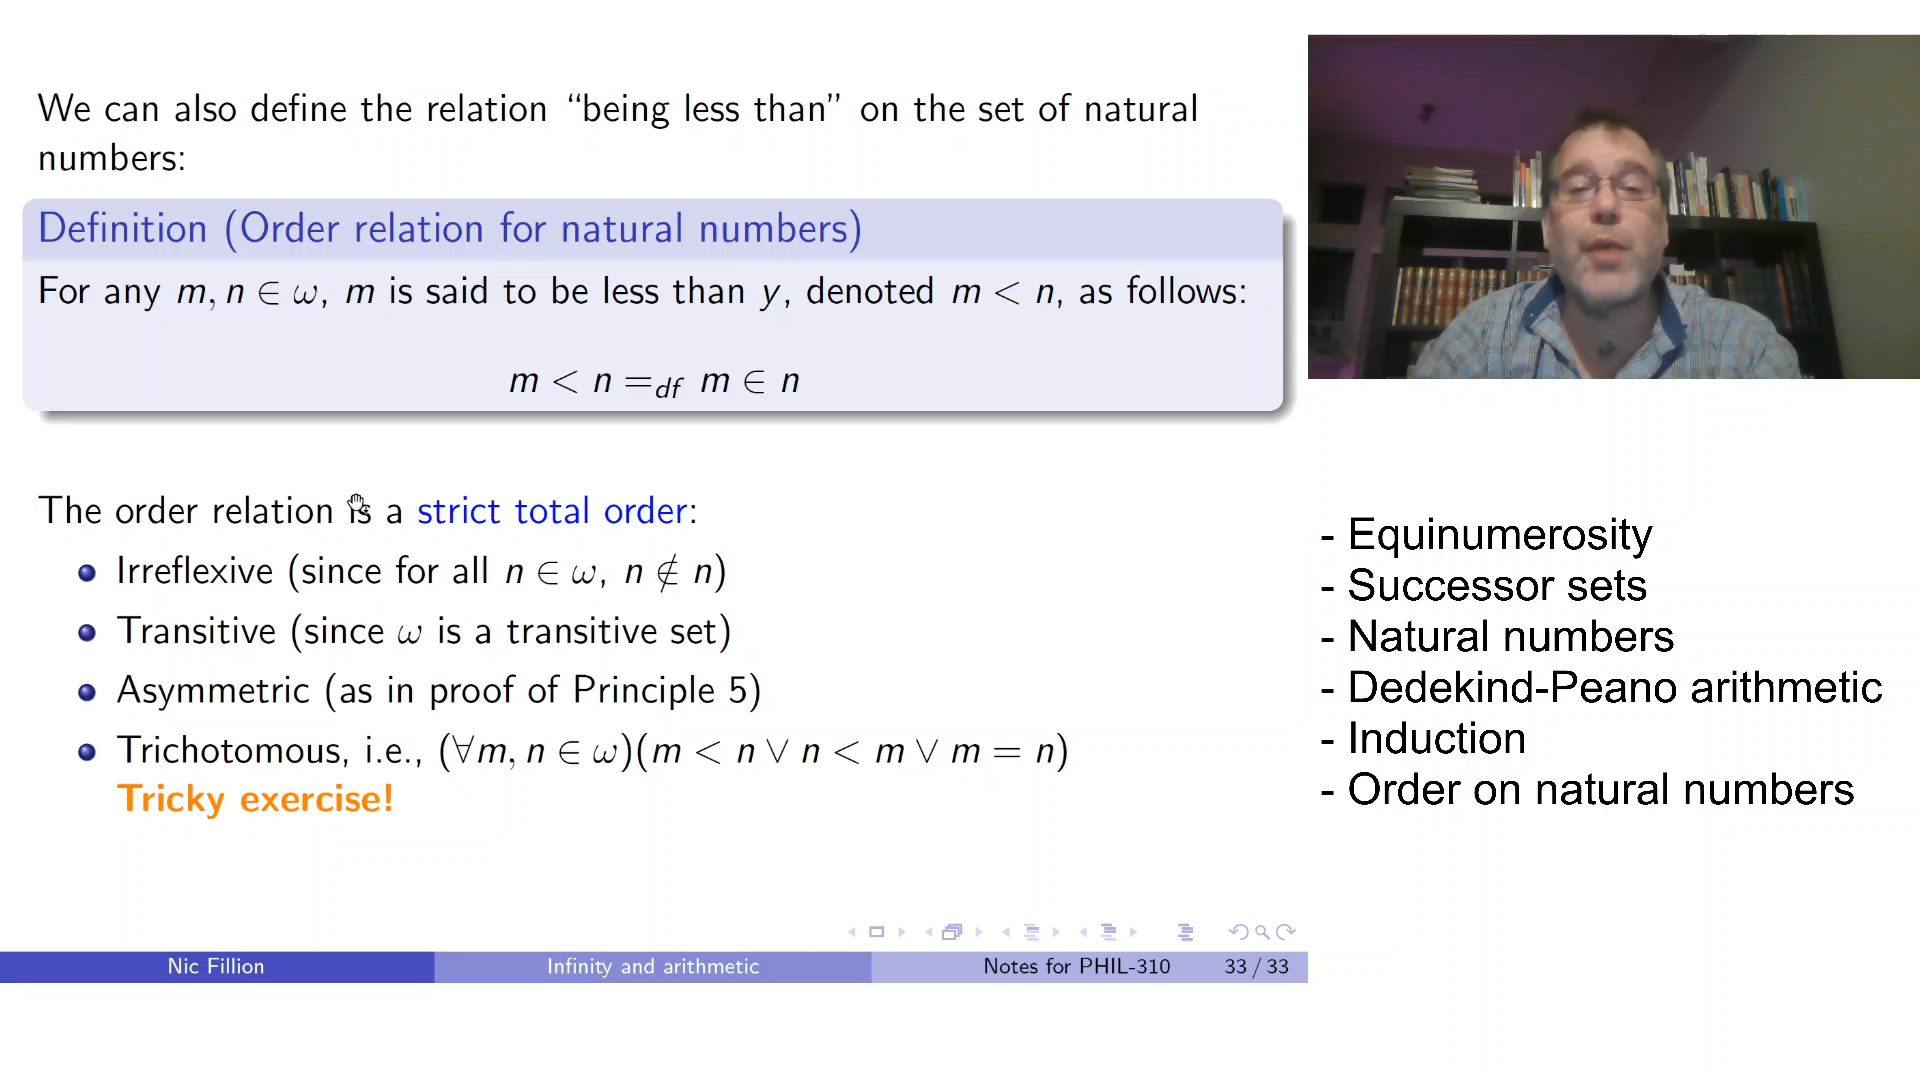 We can also define the relation “being less than” on the set of natural
numbers:
Definition (Order relation for natural numbers)
For any m, n ∈ ω, m is said to be less than y, denoted m < n, as follows:
m < n =df m ∈ n
The order relation is a strict total order:
Irreflexive (since for all n ∈ ω, n ∉ n)
Transitive (since ω is a transitive set)
Asymmetric (as in proof of Principle 5)
Trichotomous, i.e., (∀m, n ∈ ω)(m < n ∨ n < m ∨ m = n)
Tricky exercise!
- Equinumerosity
- Successor sets
- Natural numbers
- Dedekind-Peano arithmetic
- Induction
- Order on natural numbers
Nic Fillion
Infinity and arithmetic
Notes for PHIL-310
33 / 33